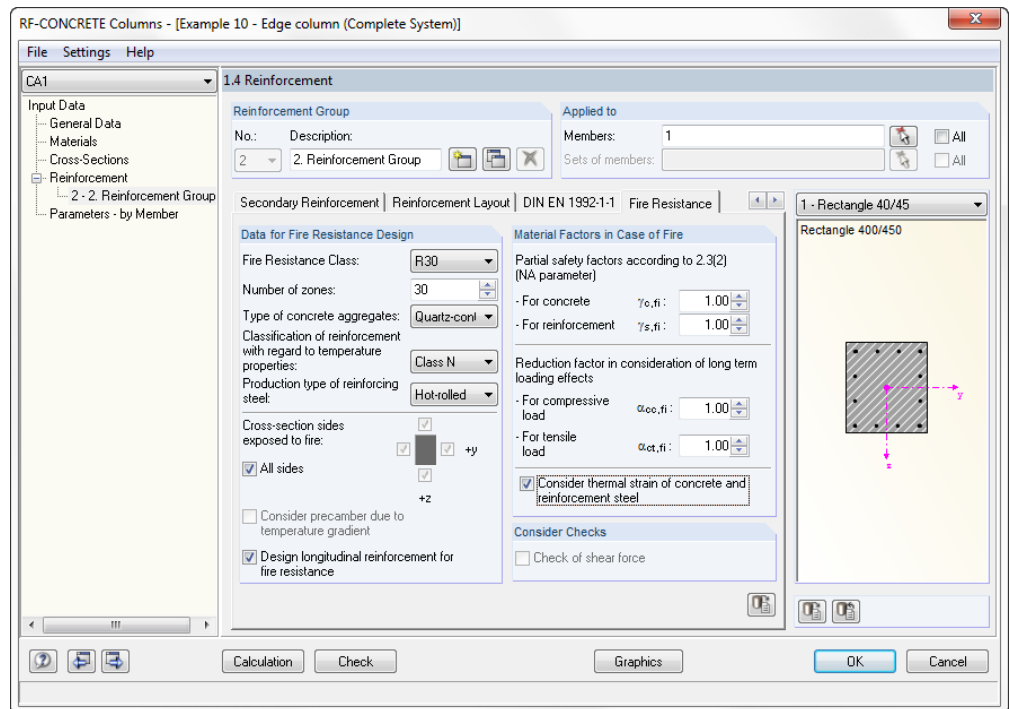 RF-CONCRETE Columns - [Example 10 - Edge column (Complete System)]
File Settings Help
CA1
Input Data
General Data
Materials
Cross-Sections
Reinforcement
2 - 2. Reinforcement Group
Parameters - by Member
1.4 Reinforcement
Reinforcement Group
No.: Description:
2 2. Reinforcement Group
Applied to
Members: 1 All
Sets of members: All
Secondary Reinforcement Reinforcement Layout DIN EN 1992-1-1 Fire Resistance
Data for Fire Resistance Design
Fire Resistance Class: R30
Number of zones: 30
Type of concrete aggregates: Quartz-cont
Classification of reinforcement
with regard to temperature
properties: Class N
Production type of reinforcing
steel: Hot-rolled
Cross-section sides
exposed to fire:
+y
All sides
+z
Consider precamber due to
temperature gradient
Design longitudinal reinforcement for
fire resistance
Material Factors in Case of Fire
Partial safety factors according to 2.3(2)
(NA parameter)
- For concrete γc,fi : 1.00
- For reinforcement γs,fi : 1.00
Reduction factor in consideration of long term
loading effects
- For compressive
load αcc,fi : 1.00
- For tensile
load αct,fi : 1.00
Consider thermal strain of concrete and
reinforcement steel
Consider Checks
Check of shear force
1 - Rectangle 40/45
Rectangle 400/450
y
z
Calculation Check Graphics OK Cancel